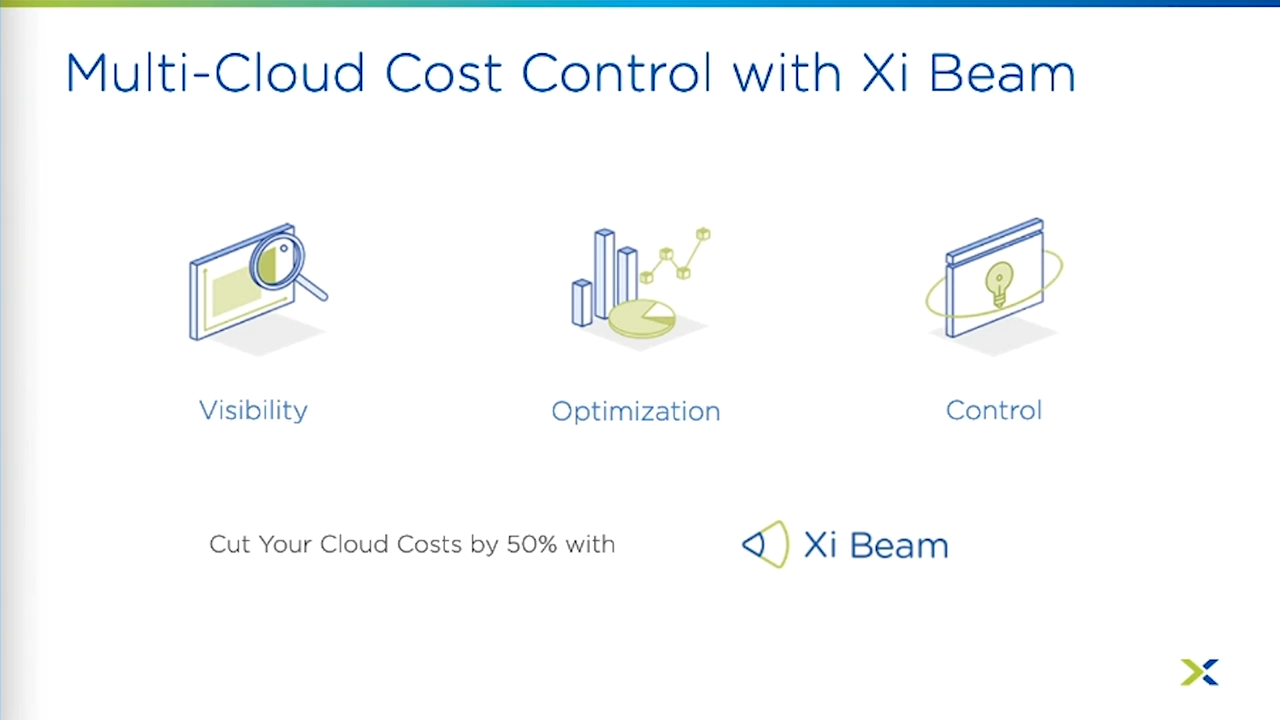 Multi-Cloud Cost Control with Xi Beam
Visibility
Optimization
Control
Cut Your Cloud Costs by 50% with
Xi Beam